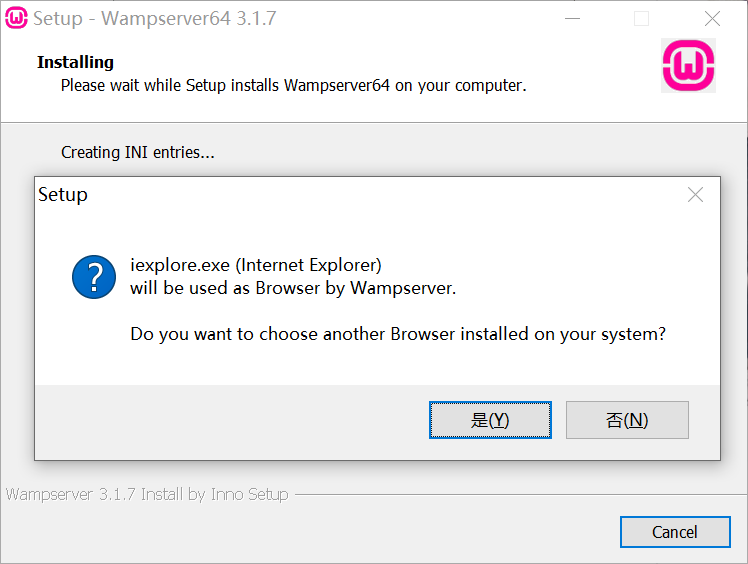 Setup - Wampserver64 3.1.7
Installing
Please wait while Setup installs Wampserver64 on your computer.
Creating INI entries...
Setup
iexplore.exe (Internet Explorer)
will be used as Browser by Wampserver.
Do you want to choose another Browser installed on your system?
是(Y) 否(N)
Wampserver 3.1.7 Install by Inno Setup
Cancel